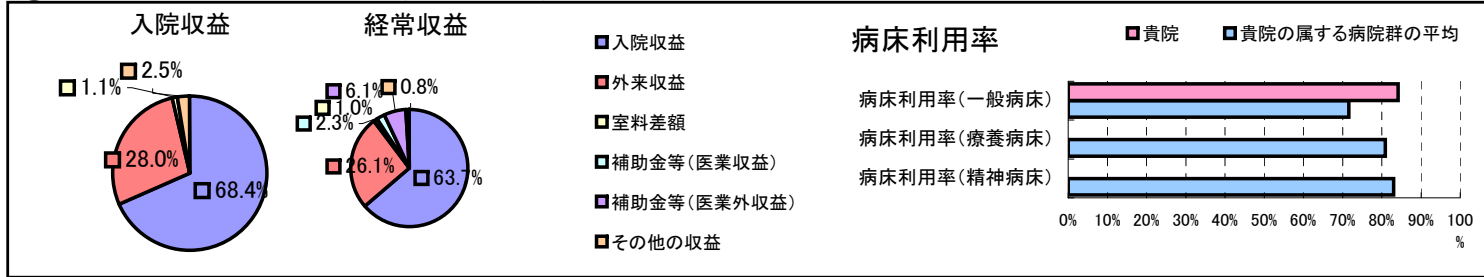 入院収益
2.5%
1.1%
28.0%
68.4%
経常収益
6.1%
0.8%
1.0%
2.3%
26.1%
63.7%
入院収益
外来収益
室料差額
補助金等(医業収益)
補助金等(医業外収益)
その他の収益
病床利用率
貴院
貴院の属する病院群の平均
病床利用率(一般病床)
病床利用率(療養病床)
病床利用率(精神病床)
0% 10% 20% 30% 40% 50% 60% 70% 80% 90% 100
%